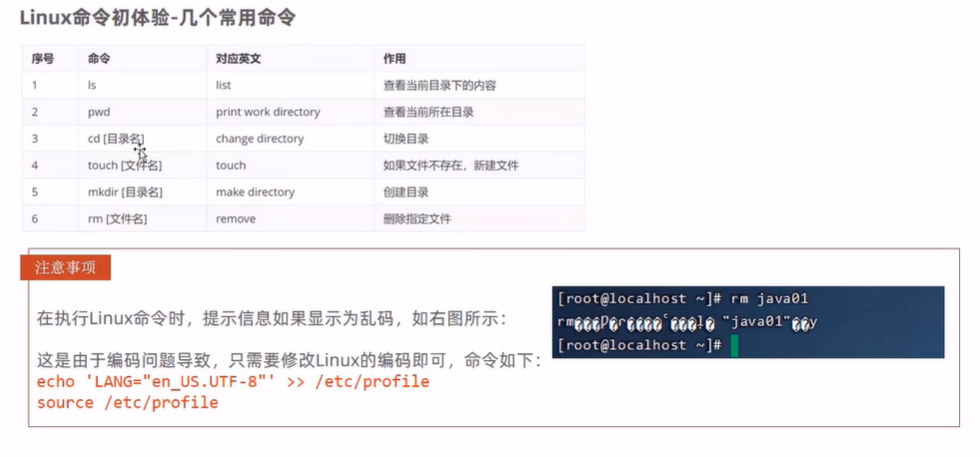 Linux命令初体验-几个常用命令
序号 命令 对应英文 作用
1 ls list 查看当前目录下的内容
2 pwd print work directory 查看当前所在目录
3 cd [目录名] change directory 切换目录
4 touch [文件名] touch 如果文件不存在，新建文件
5 mkdir [目录名] make directory 创建目录
6 rm [文件名] remove 删除指定文件
注意事项
在执行Linux命令时，提示信息如果显示为乱码，如右图所示：
这是由于编码问题导致，只需要修改Linux的编码即可，命令如下：
echo 'LANG="en_US.UTF-8"' >> /etc/profile
source /etc/profile
[root@localhost ~]# rm java01
rm "java01" y
[root@localhost ~]#